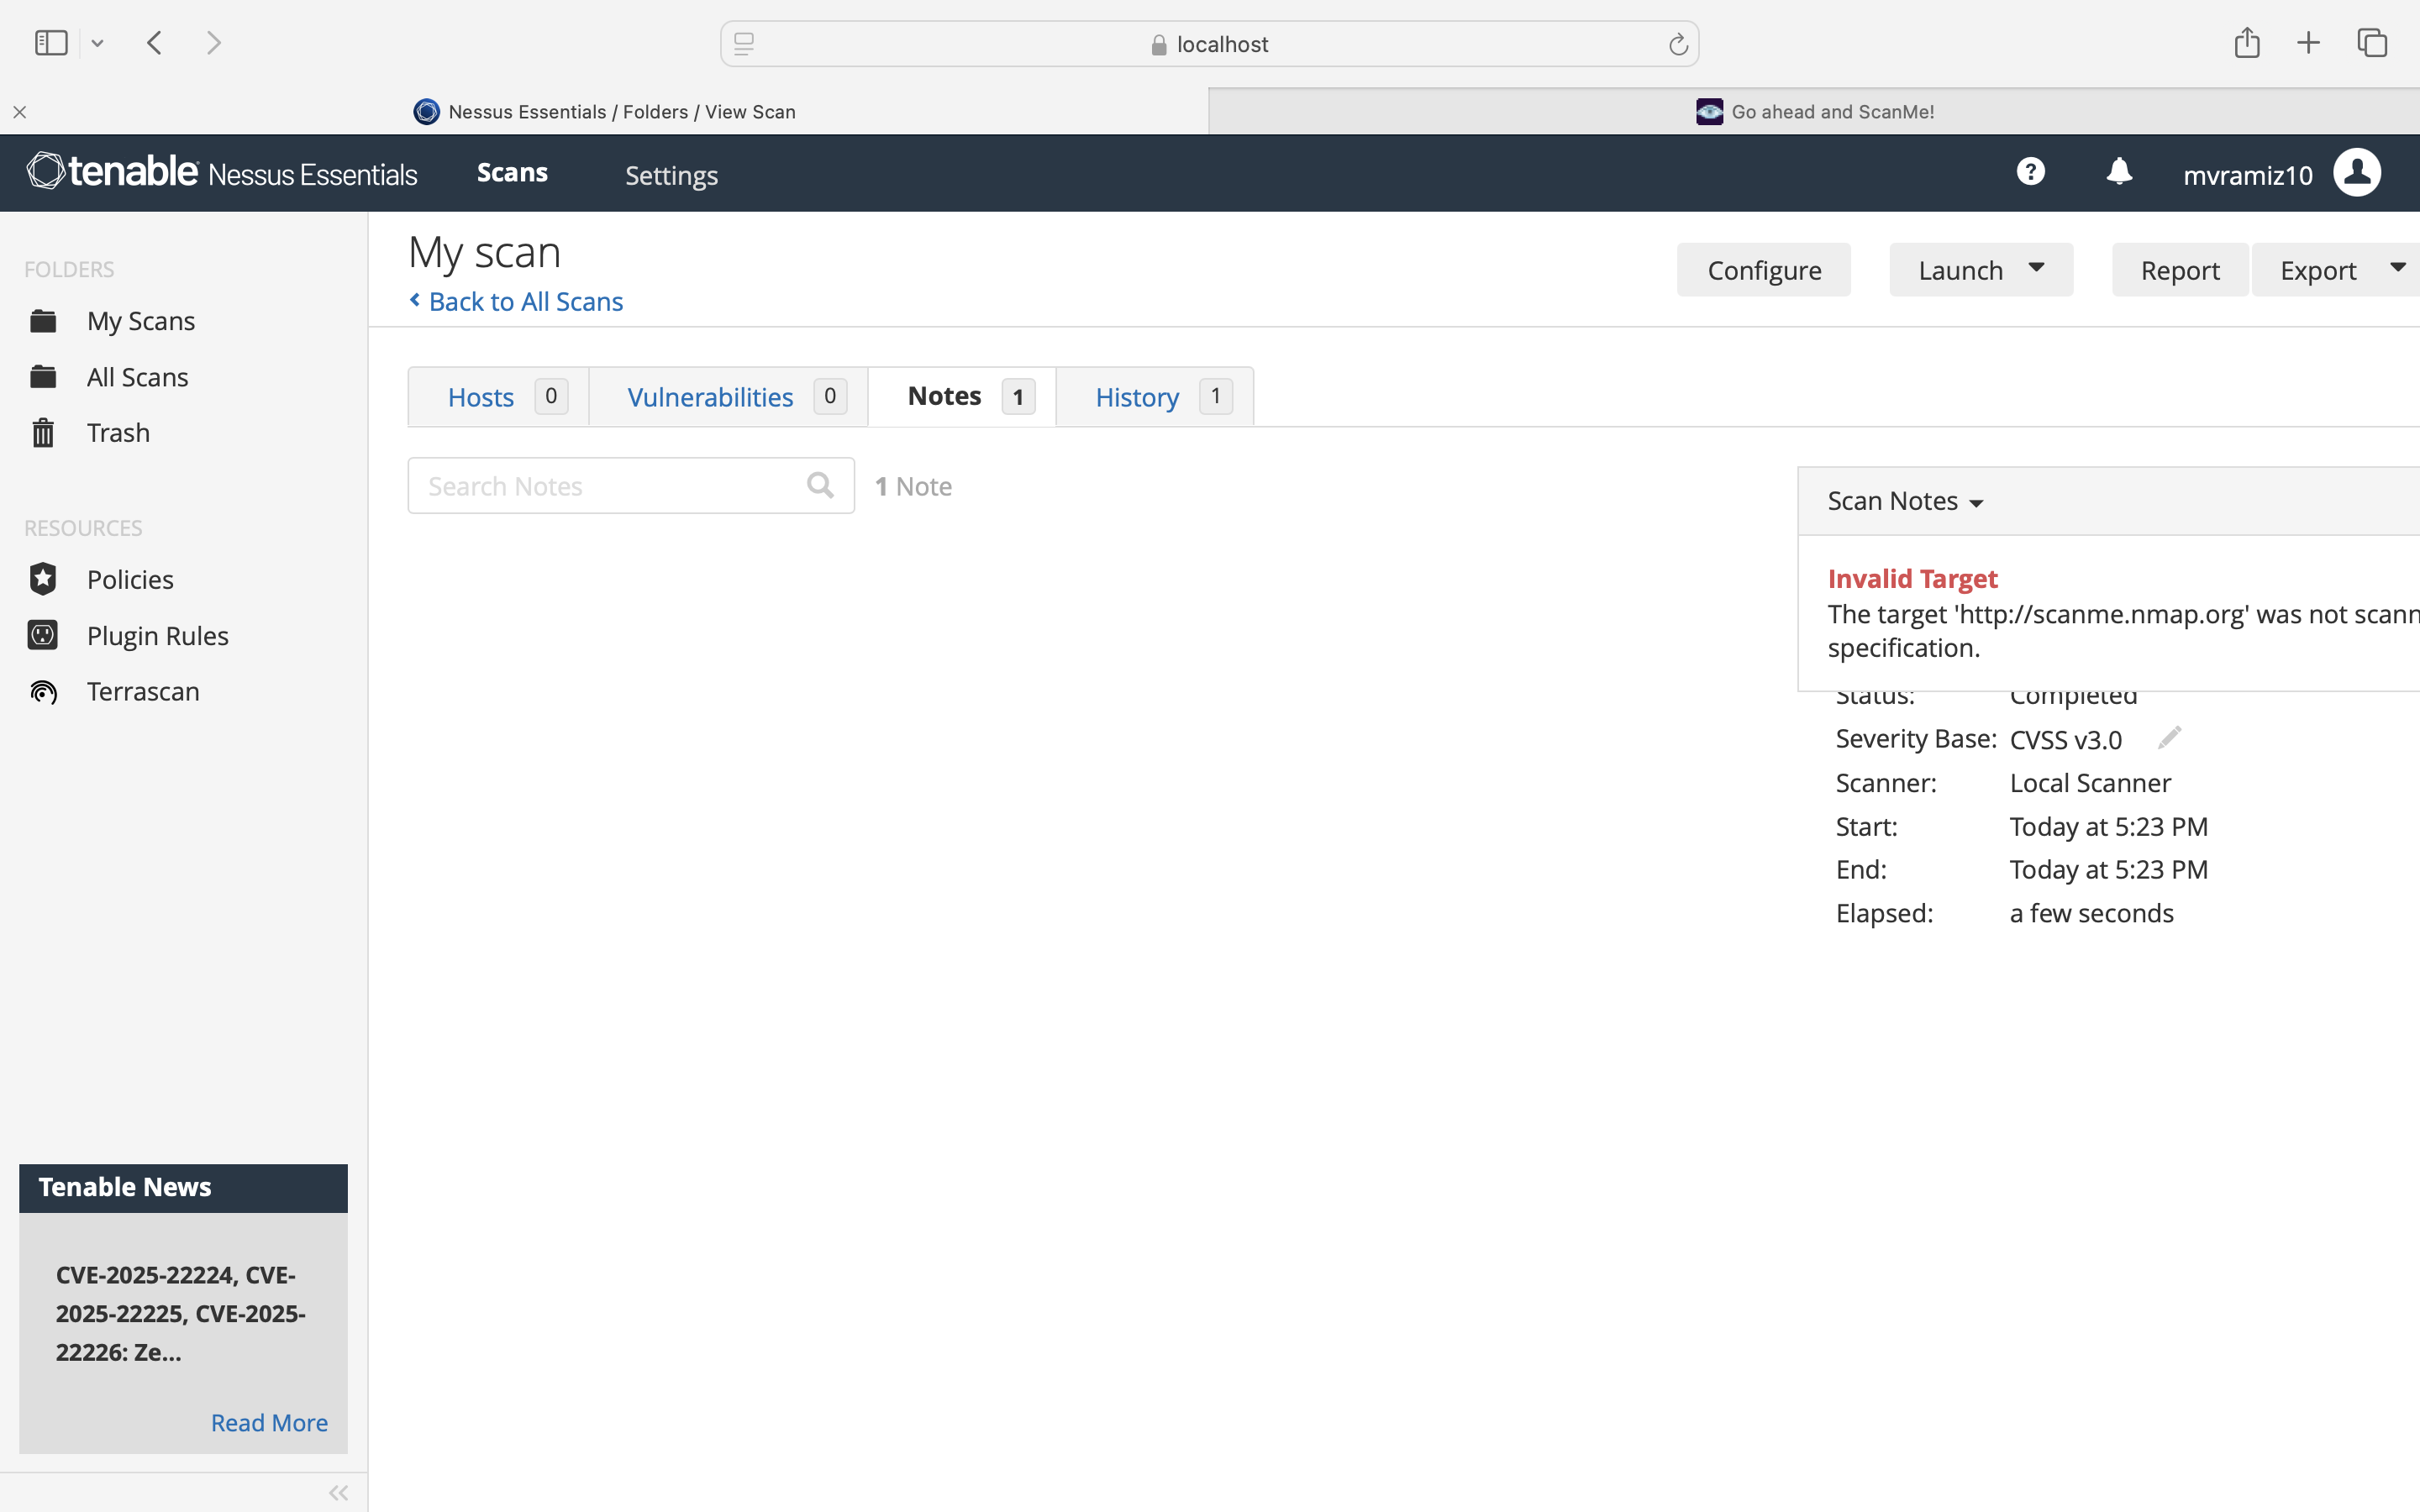 localhost
Nessus Essentials / Folders / View Scan
Go ahead and ScanMe!
tenable Nessus Essentials
Scans
Settings
?
mvramiz10
FOLDERS
My Scans
All Scans
Trash
RESOURCES
Policies
Plugin Rules
Terrascan
Tenable News
CVE-2025-22224, CVE-
2025-22225, CVE-2025-
22226: Ze...
Read More
My scan
Back to All Scans
Configure
Launch
Report
Export
Hosts 0
Vulnerabilities 0
Notes 1
History 1
Search Notes
1 Note
Scan Notes
Invalid Target
The target 'http://scanme.nmap.org' was not scann
specification.
Status: Completed
Severity Base: CVSS v3.0
Scanner: Local Scanner
Start: Today at 5:23 PM
End: Today at 5:23 PM
Elapsed: a few seconds